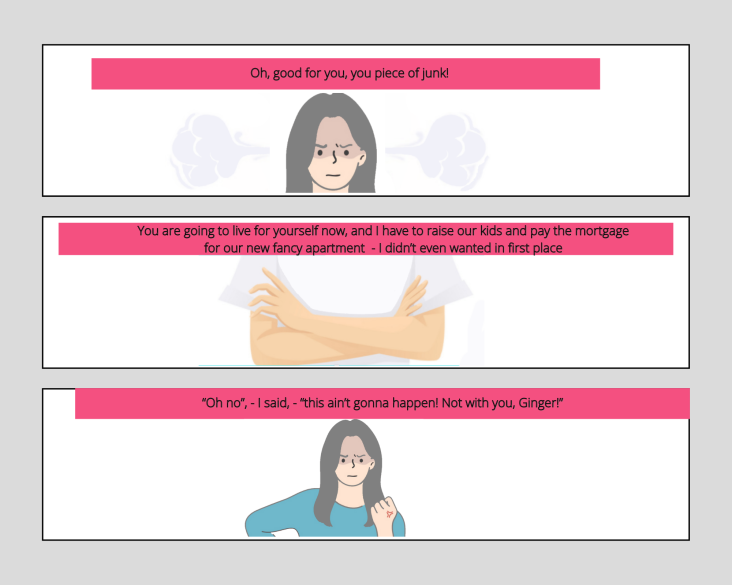 Oh, good for you, you piece of junk!
You are going to live for yourself now, and I have to raise our kids and pay the mortgage
for our new fancy apartment - I didn't even wanted in first place
"Oh no", - I said, - "this ain't gonna happen! Not with you, Ginger!"